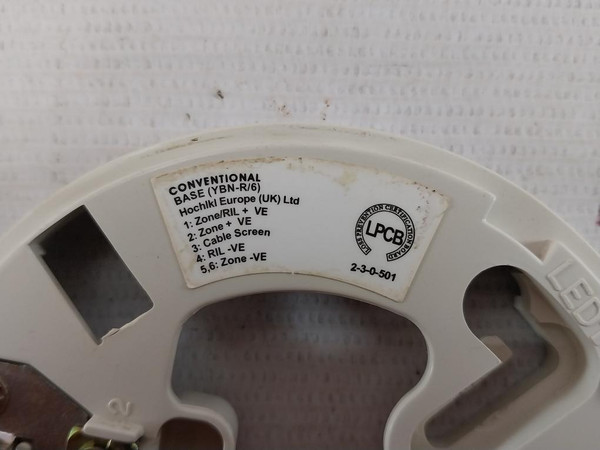 CONVENTIONAL
BASE (YBN-R/6)
Hochiki Europe (UK) Ltd
1: Zone/RIL + VE
2: Zone + VE
3: Cable Screen
4: RIL -VE
5,6: Zone -VE
LOSS PREVENTION CERTIFICATION BOARD
LPCB
2-3-0-501
LED
2